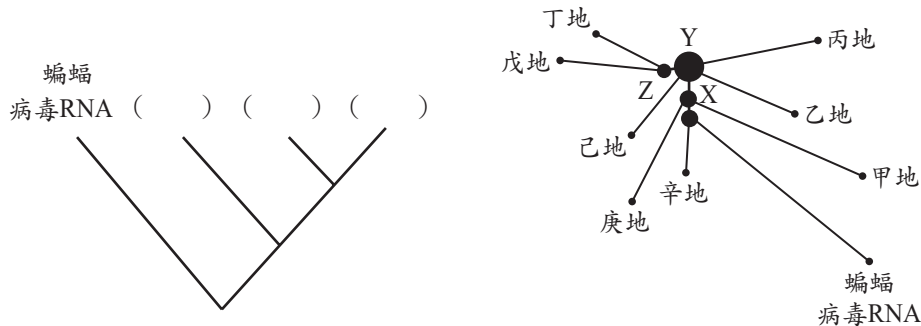 蝙蝠
病毒RNA（　　）（　　）（　　）
丁地
Y
丙地
戊地
Z
X
乙地
己地
甲地
辛地
庚地
蝙蝠
病毒RNA